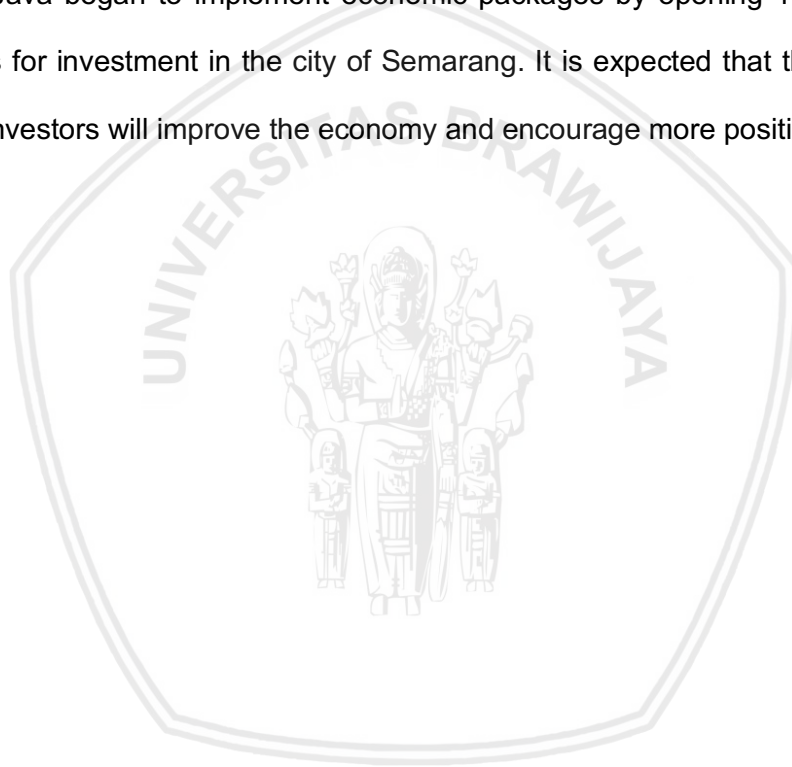 Java began to implement economic packages by opening
for investment in the city of Semarang. It is expected that
investors will improve the economy and encourage more
UNIVERSITAS BRAWIJAYA